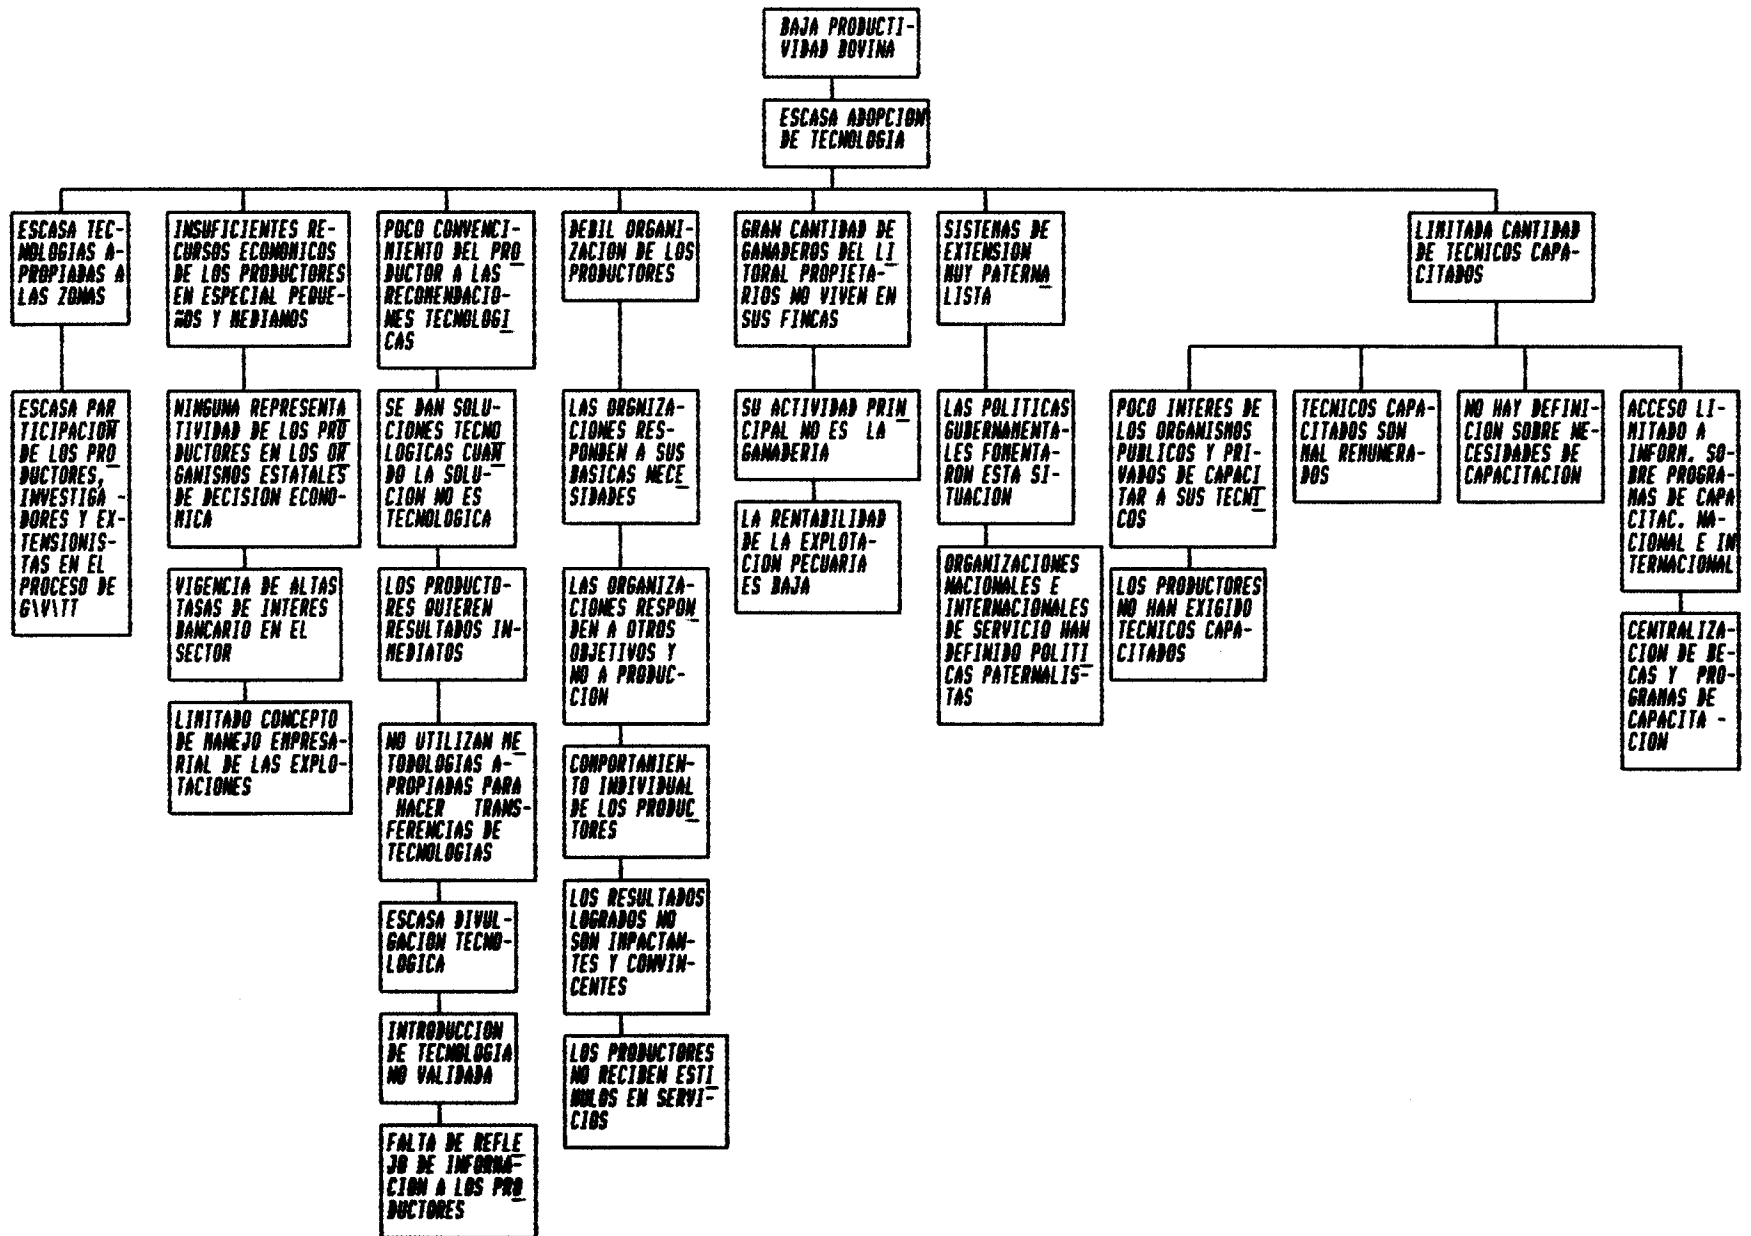 BAJA PRODUCTI-
VIDAD BOVINA
ESCASA ADOPCION
DE TECNOLOGIA
ESCASA TEC-
NOLOGIAS A-
PROPIADAS A
LAS ZONAS
INSUFICIENTES RE-
CURSOS ECONOMICOS
DE LOS PRODUCTORES
EN ESPECIAL PEQUE-
ÑOS Y MEDIANOS
POCO CONVENCI-
MIENTO DEL PRO
DUCTOR A LAS
RECOMENDACIO-
NES TECNOLOGI
CAS
DEBIL ORGANI-
ZACION DE LOS
PRODUCTORES
GRAN CANTIDAD DE
GANADEROS DEL LI
TORAL PROPIETA-
RIOS NO VIVEN EN
SUS FINCAS
SISTEMAS DE
EXTENSION
MUY PATERNA
LISTA
LIMITADA CANTIDAD
DE TECNICOS CAPA-
CITADOS
ESCASA PAR
TICIPACION
DE LOS PRO
DUCTORES,
INVESTIGA -
DORES Y EX-
TENSIONIS-
TAS EN EL
PROCESO DE
G\V\TT
NINGUNA REPRESENTA
TIVIDAD DE LOS PRO
DUCTORES EN LOS OR
GANISMOS ESTATALES
DE DECISION ECONO-
MICA
SE DAN SOLU-
CIONES TECNO
LOGICAS CUAN
DO LA SOLU-
CION NO ES
TECNOLOGICA
LAS ORGNIZA-
CIONES RES-
PONDEN A SUS
BASICAS NECE
SIDADES
SU ACTIVIDAD PRIN
CIPAL NO ES LA
GANADERIA
LAS POLITICAS
GUBERNAMENTA-
LES FOMENTA-
RON ESTA SI-
TUACION
POCO INTERES DE
LOS ORGANISMOS
PUBLICOS Y PRI-
VADOS DE CAPACI
TAR A SUS TECNI
COS
TECNICOS CAPA-
CITADOS SON
MAL REMUNERA-
DOS
NO HAY DEFINI-
CION SOBRE NE-
CESIDADES DE
CAPACITACION
ACCESO LI-
MITADO A
INFORM. SO-
BRE PROGRA-
MAS DE CAPA
CITAC. NA-
CIONAL E IN
TERNACIONAL
VIGENCIA DE ALTAS
TASAS DE INTERES
BANCARIO EN EL
SECTOR
LOS PRODUCTO-
RES QUIEREN
RESULTADOS IN-
MEDIATOS
LAS ORGANIZA-
CIONES RESPON
DEN A OTROS
OBJETIVOS Y
NO A PRODUC-
CION
LA RENTABILIDAD
DE LA EXPLOTA-
CION PECUARIA
ES BAJA
ORGANIZACIONES
NACIONALES E
INTERNACIONALES
DE SERVICIO HAN
DEFINIDO POLITI
CAS PATERNALIS-
TAS
LOS PRODUCTORES
NO HAN EXIGIDO
TECNICOS CAPA-
CITADOS
CENTRALIZA-
CION DE BE-
CAS Y PRO-
GRAMAS DE
CAPACITA -
CION
LIMITADO CONCEPTO
DE MANEJO EMPRESA-
RIAL DE LAS EXPLO-
TACIONES
NO UTILIZAN ME
TODOLOGIAS A-
PROPIADAS PARA
HACER TRANS-
FERENCIAS DE
TECNOLOGIAS
COMPORTAMIEN-
TO INDIVIDUAL
DE LOS PRODUC
TORES
ESCASA DIVUL-
GACION TECNO-
LOGICA
LOS RESULTADOS
LOGRADOS NO
SON IMPACTAN-
TES Y CONVIN-
CENTES
INTRODUCCION
DE TECNOLOGIA
NO VALIDADA
LOS PRODUCTORES
NO RECIBEN ESTI
MULOS EN SERVI-
CIOS
FALTA DE REFLE
JO DE INFORMA-
CION A LOS PRO
DUCTORES